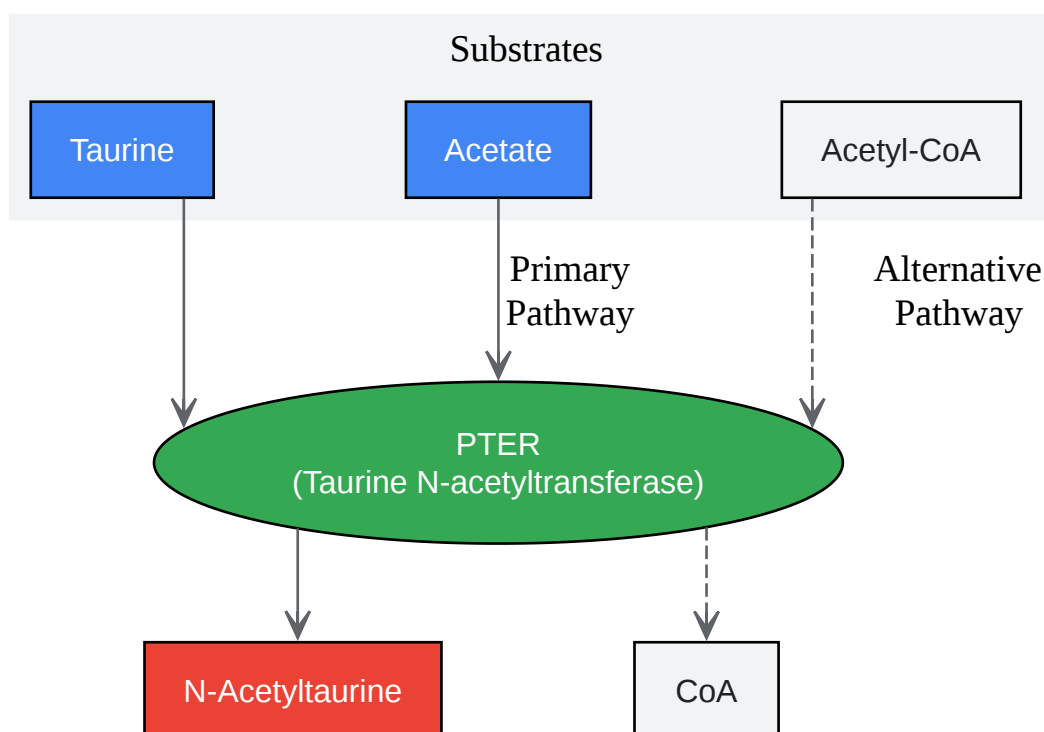 Substrates
Taurine
Acetate
Acetyl-CoA
Primary
Pathway
Alternative
Pathway
PTER
(Taurine N-acetyltransferase)
N-Acetyltaurine
CoA